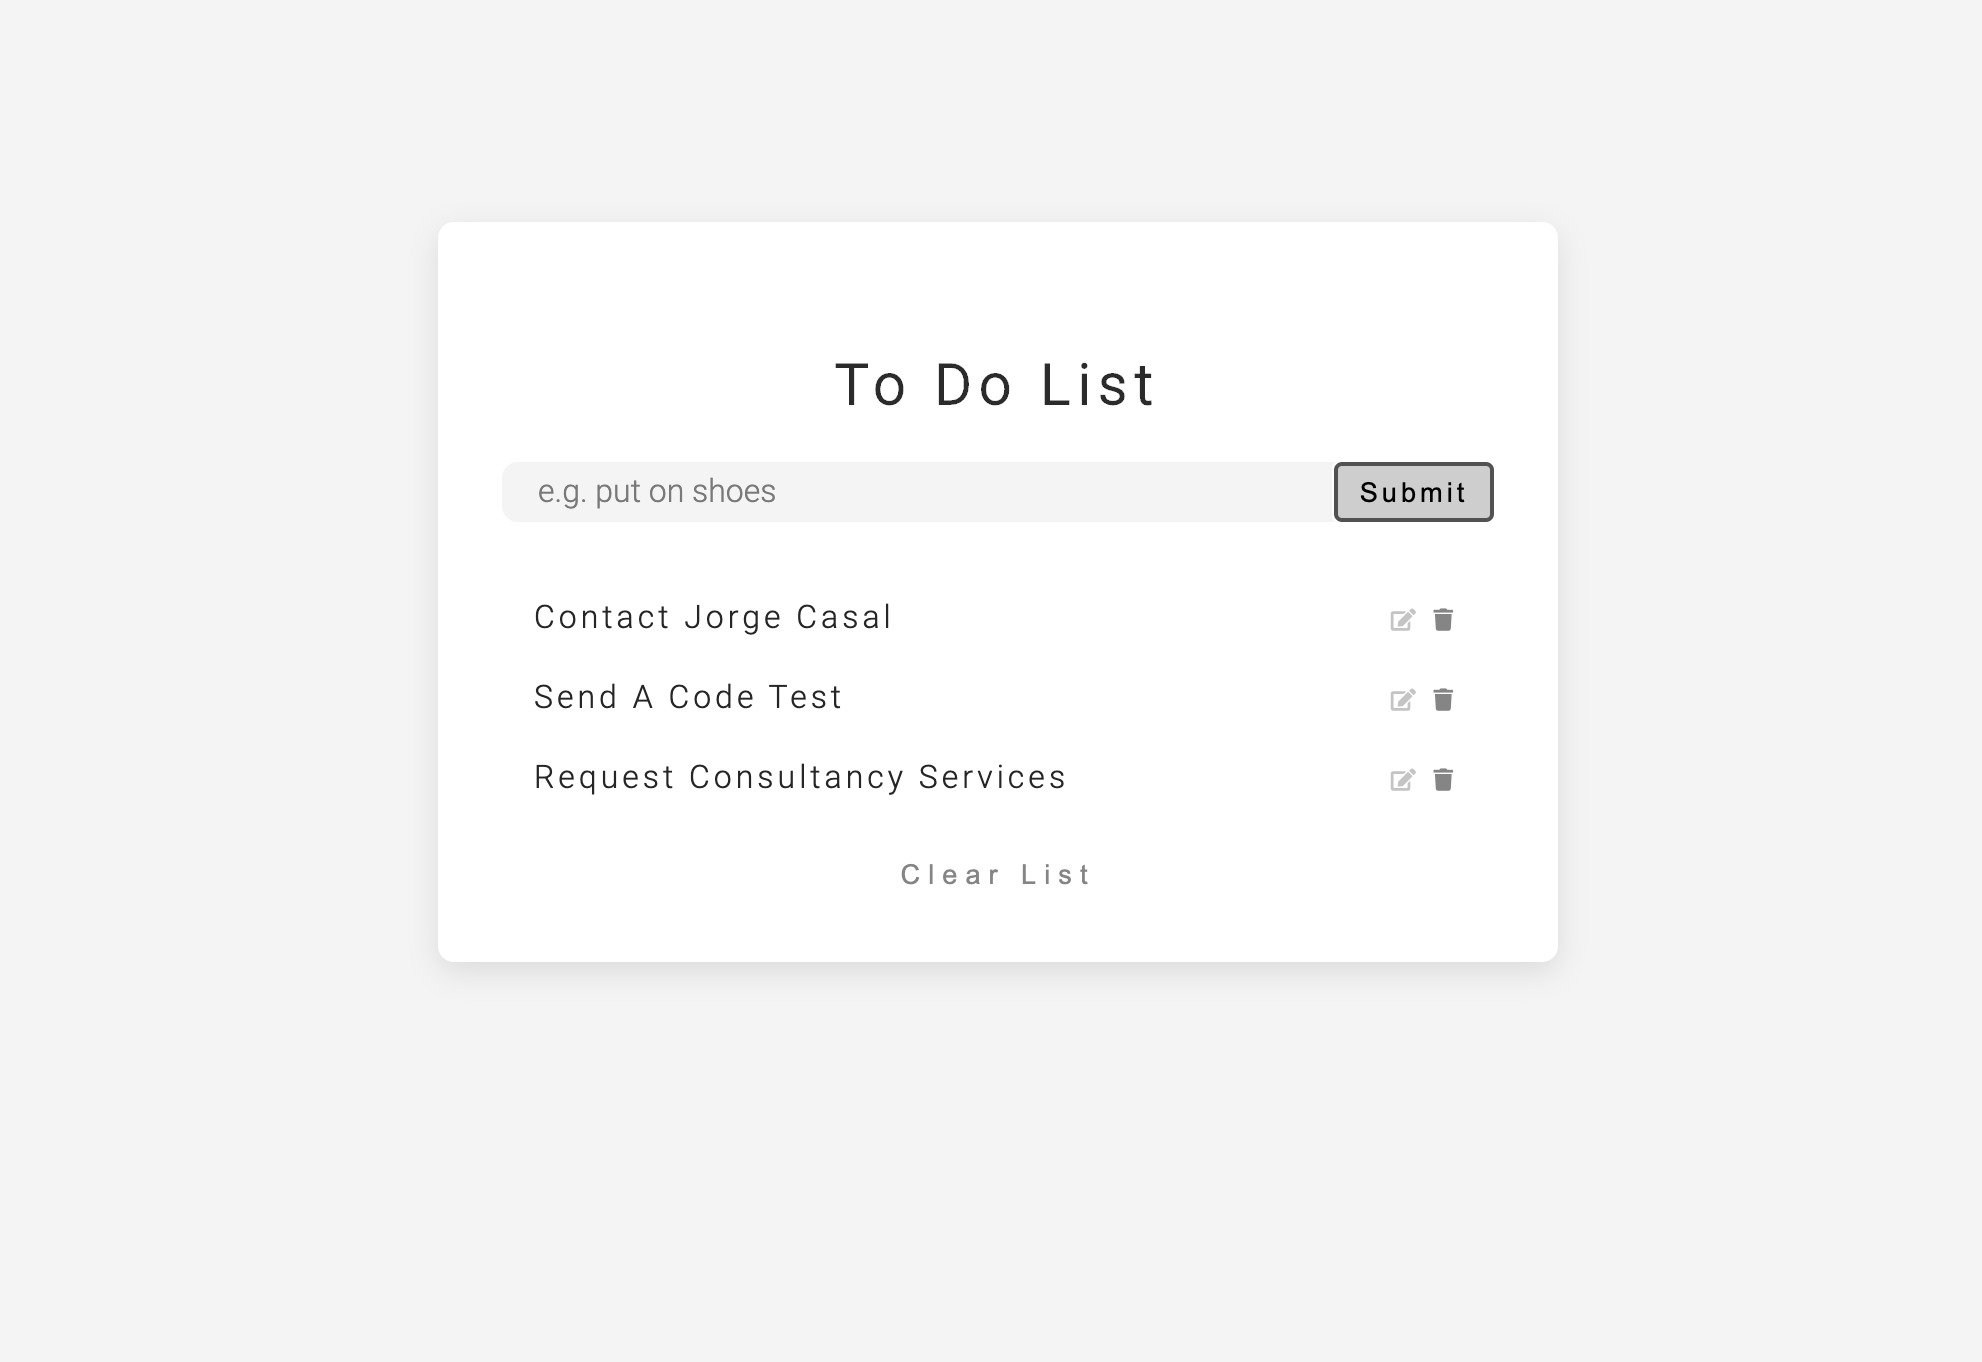 To Do List
e.g. put on shoes
Submit
Contact Jorge Casal
Send A Code Test
Request Consultancy Services
Clear List